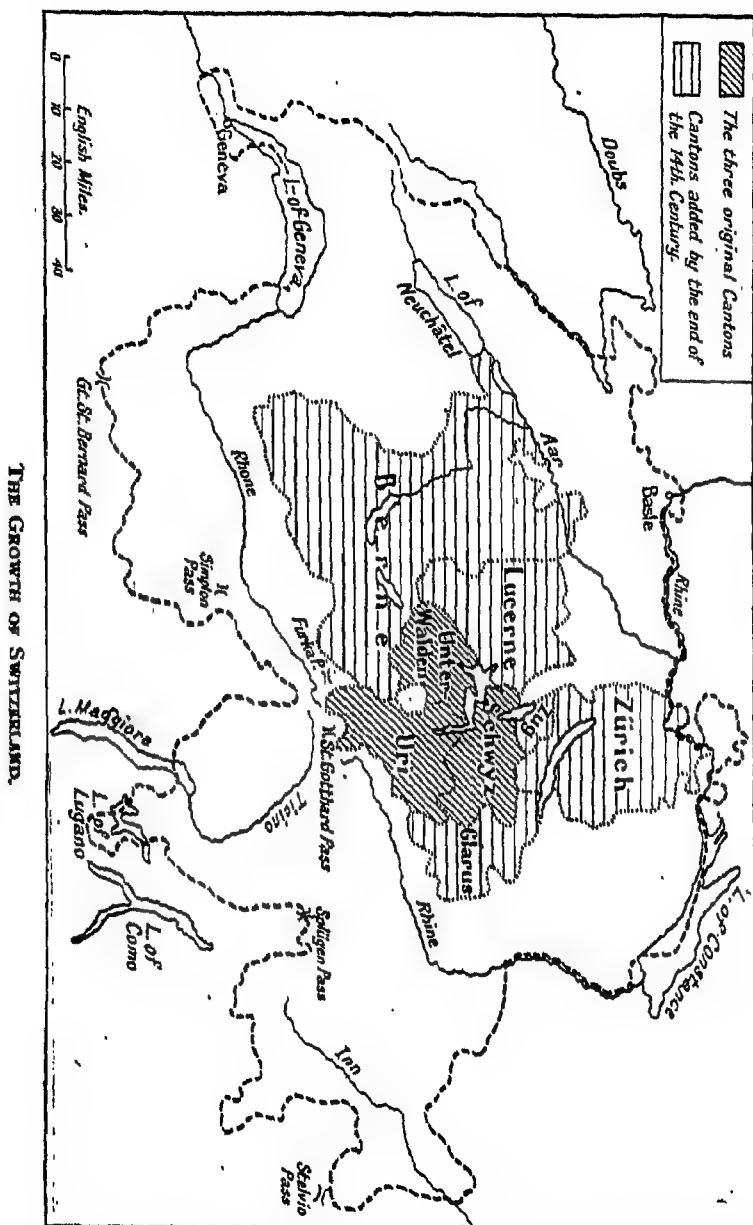 The three original Cantons
Cantons added by the end of
the 14th. Century.
Doubs
Basle
Rhine
L. of Constance
Zürich
Aar
L. of
Neuchâtel
Lucerne
Zug
Schwyz
Unter
Walden
Glarus
Berne
Uri
Rhine
Furka P.
St. Gotthard Pass
Geneva
L. of Geneva
Rhone
Simplon
Pass
Gt. St. Bernard Pass
Ticino
L. Maggiore
L. of
Lugano
L. of
Como
Splügen Pass
Inn
Stelvio
Pass
0 10 20 30 40
English Miles.
THE GROWTH OF SWITZERLAND.